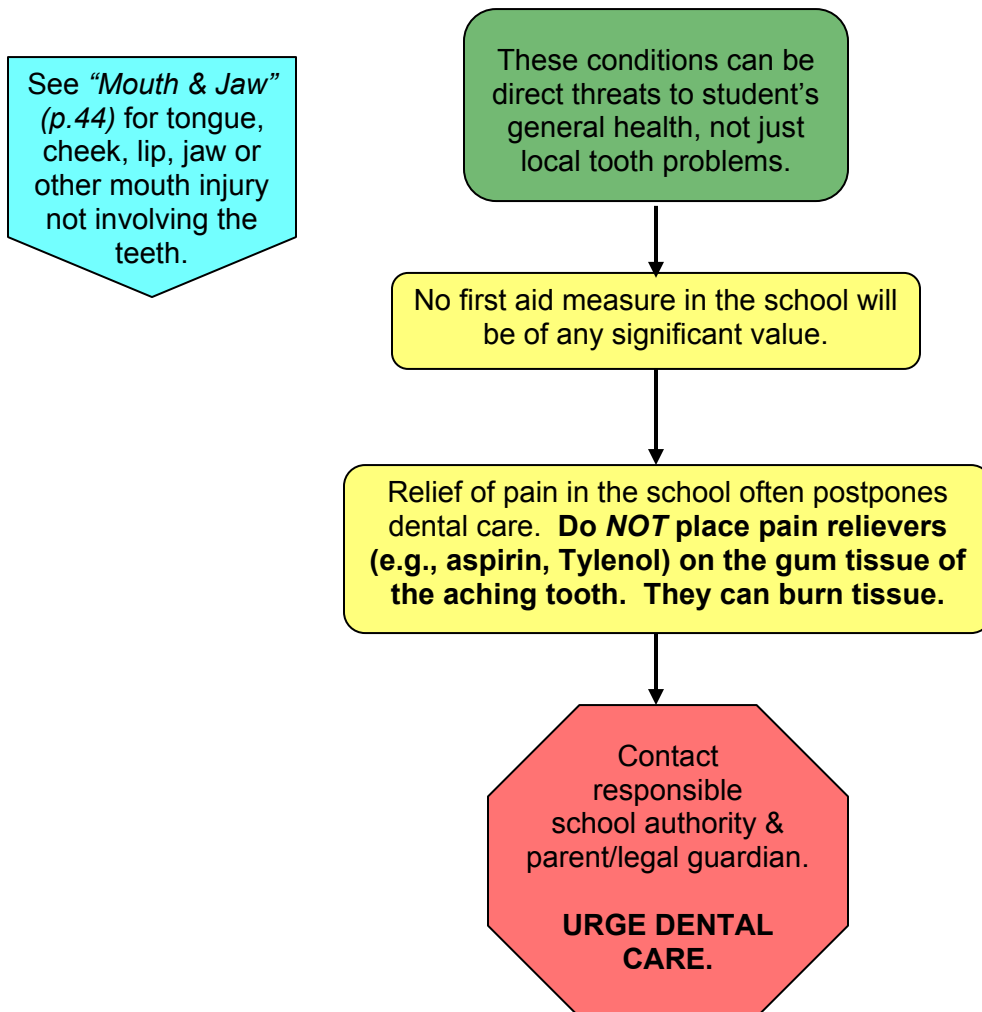 See “Mouth & Jaw”
(p.44) for tongue,
cheek, lip, jaw or
other mouth injury
not involving the
teeth.
These conditions can be
direct threats to student’s
general health, not just
local tooth problems.
No first aid measure in the school will
be of any significant value.
Relief of pain in the school often postpones
dental care.  Do NOT place pain relievers
(e.g., aspirin, Tylenol) on the gum tissue of
the aching tooth.  They can burn tissue.
Contact
responsible
school authority &
parent/legal guardian.
URGE DENTAL
CARE.